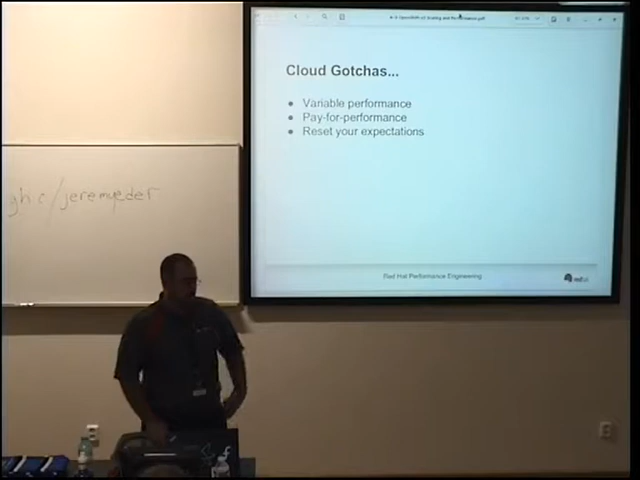 Cloud Gotchas...
● Variable performance
● Pay-for-performance
● Reset your expectations
Red Hat Performance Engineering
gh c/jeremyeder